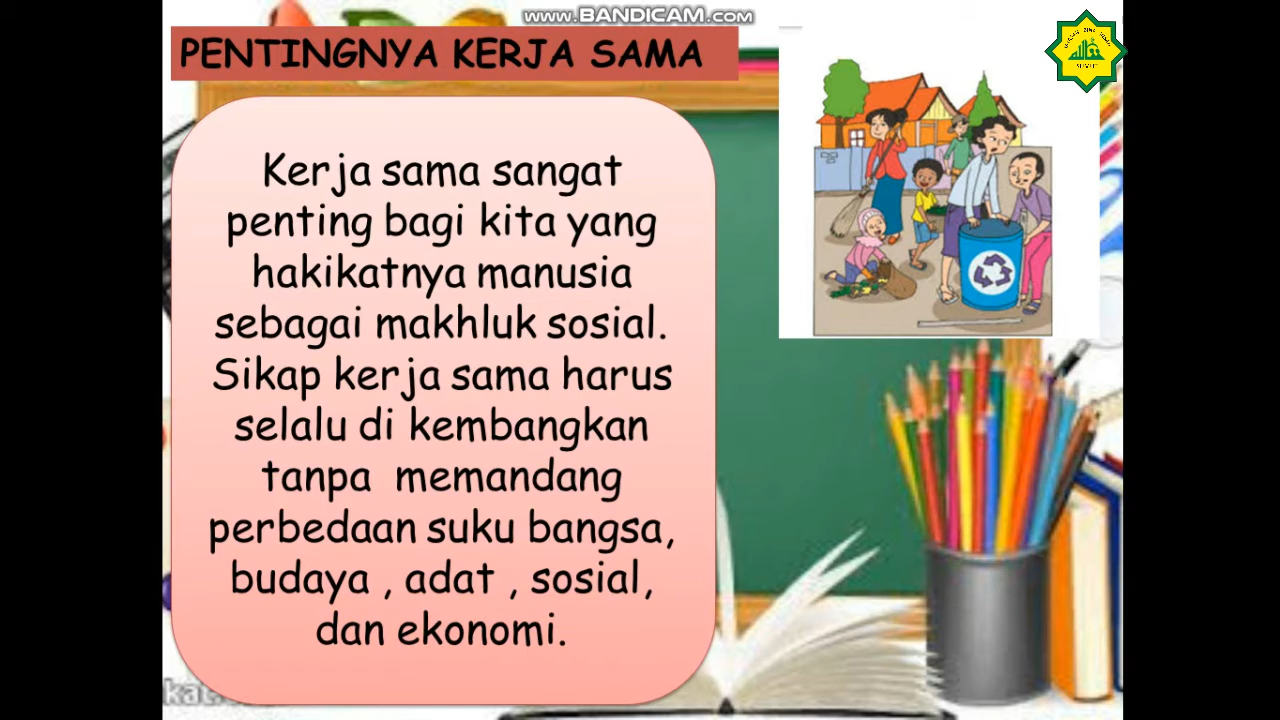 www.BANDICAM.com
PENTINGNYA KERJA SAMA
Kerja sama sangat
penting bagi kita yang
hakikatnya manusia
sebagai makhluk sosial.
Sikap kerja sama harus
selalu di kembangkan
tanpa memandang
perbedaan suku bangsa,
budaya , adat , sosial,
dan ekonomi.